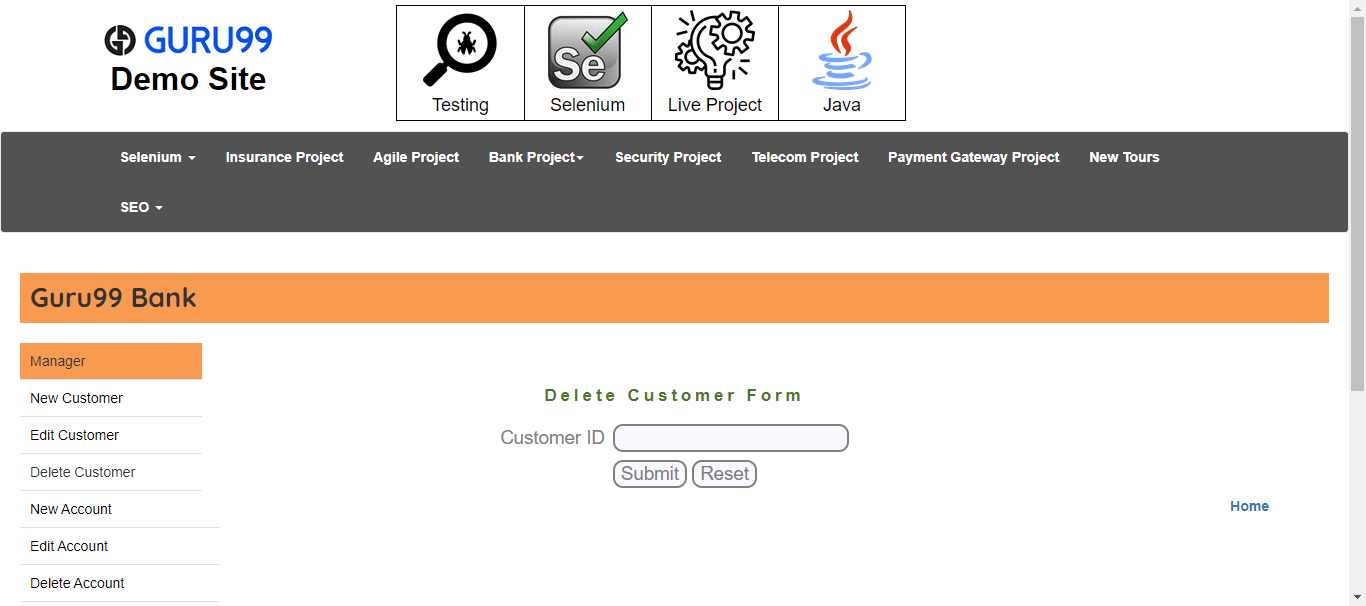 GURU99
Demo Site
Se
Testing Selenium Live Project Java
Selenium Insurance Project Agile Project Bank Project Security Project Telecom Project Payment Gateway Project New Tours
SEO
Guru99 Bank
Manager
New Customer
Edit Customer
Delete Customer
New Account
Edit Account
Delete Account
Delete Customer Form
Customer ID
Submit Reset
Home